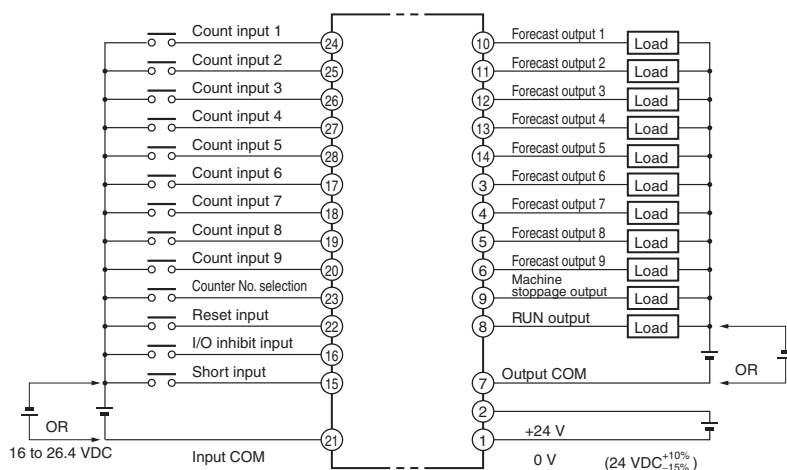 Count input 1 24
Count input 2 25
Count input 3 26
Count input 4 27
Count input 5 28
Count input 6 17
Count input 7 18
Count input 8 19
Count input 9 20
Counter No. selection 23
Reset input 22
I/O inhibit input 16
Short input 15
OR
16 to 26.4 VDC
Input COM 21
10 Forecast output 1 Load
11 Forecast output 2 Load
12 Forecast output 3 Load
13 Forecast output 4 Load
14 Forecast output 5 Load
3 Forecast output 6 Load
4 Forecast output 7 Load
5 Forecast output 8 Load
6 Forecast output 9 Load
Machine
9 stoppage output Load
8 RUN output Load
7 Output COM OR
2
+24 V
1
0 V (24 VDC +10% –15%)